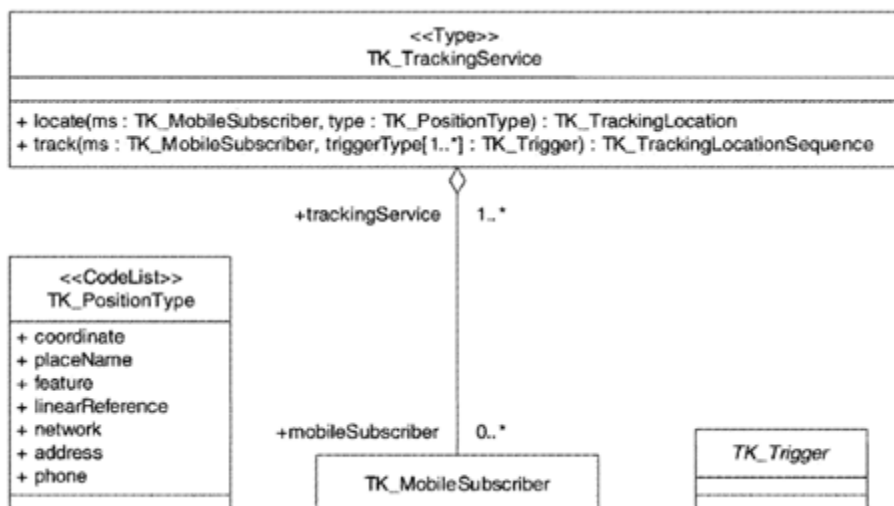 <<Type>>
TK_TrackingService
+ locate(ms : TK_MobileSubscriber, type : TK_PositionType) : TK_TrackingLocation
+ track(ms : TK_MobileSubscriber, triggerType[1..*] : TK_Trigger) : TK_TrackingLocationSequence
+trackingService 1..*
<<CodeList>>
TK_PositionType
+ coordinate
+ placeName
+ feature
+ linearReference
+ network
+ address
+ phone
+mobileSubscriber 0..*
TK_MobileSubscriber
TK_Trigger